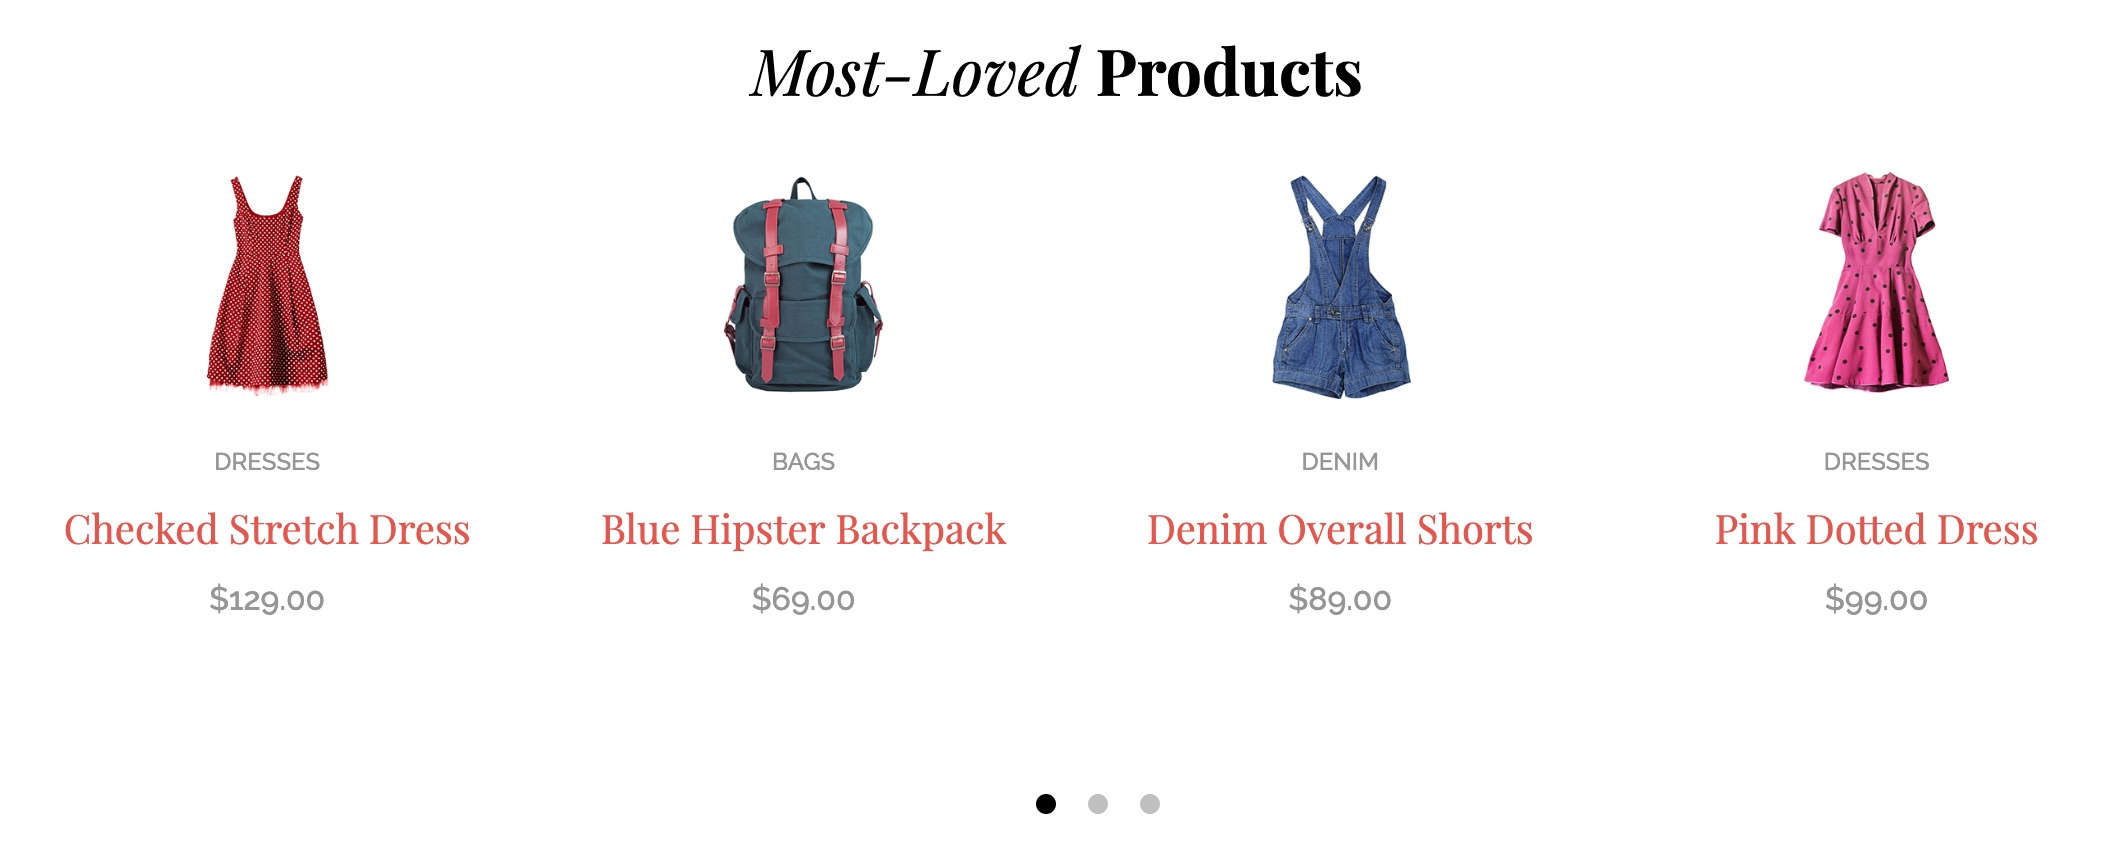 Most-Loved Products
DRESSES
Checked Stretch Dress
$129.00
BAGS
Blue Hipster Backpack
$69.00
DENIM
Denim Overall Shorts
$89.00
DRESSES
Pink Dotted Dress
$99.00